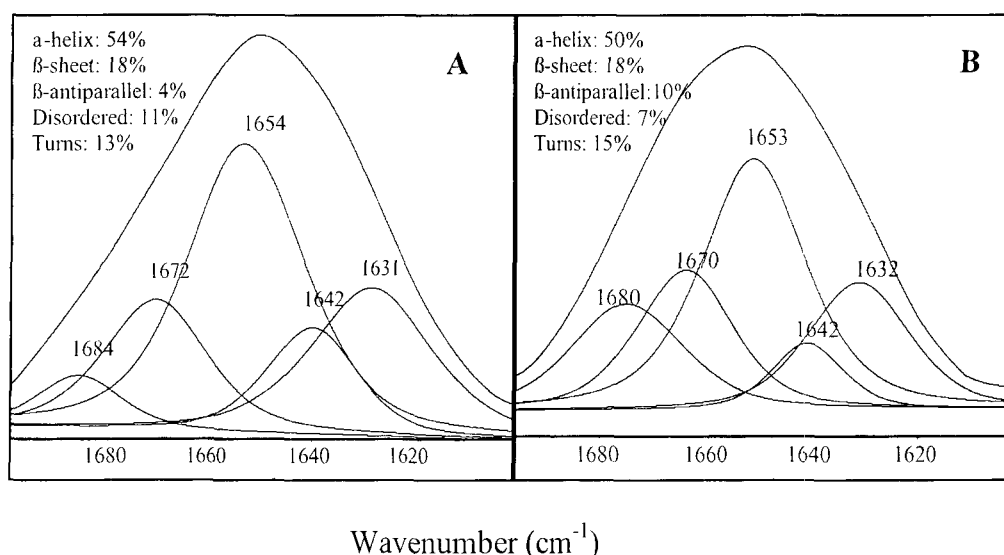 a-helix: 54%
ß-sheet: 18%
ß-antiparallel: 4%
Disordered: 11%
Turns: 13%
A
1654
1672
1631
1642
1684
1680 1660 1640 1620
a-helix: 50%
ß-sheet: 18%
ß-antiparallel:10%
Disordered: 7%
Turns: 15%
B
1653
1670
1632
1680
1642
1680 1660 1640 1620
Wavenumber (cm⁻¹)